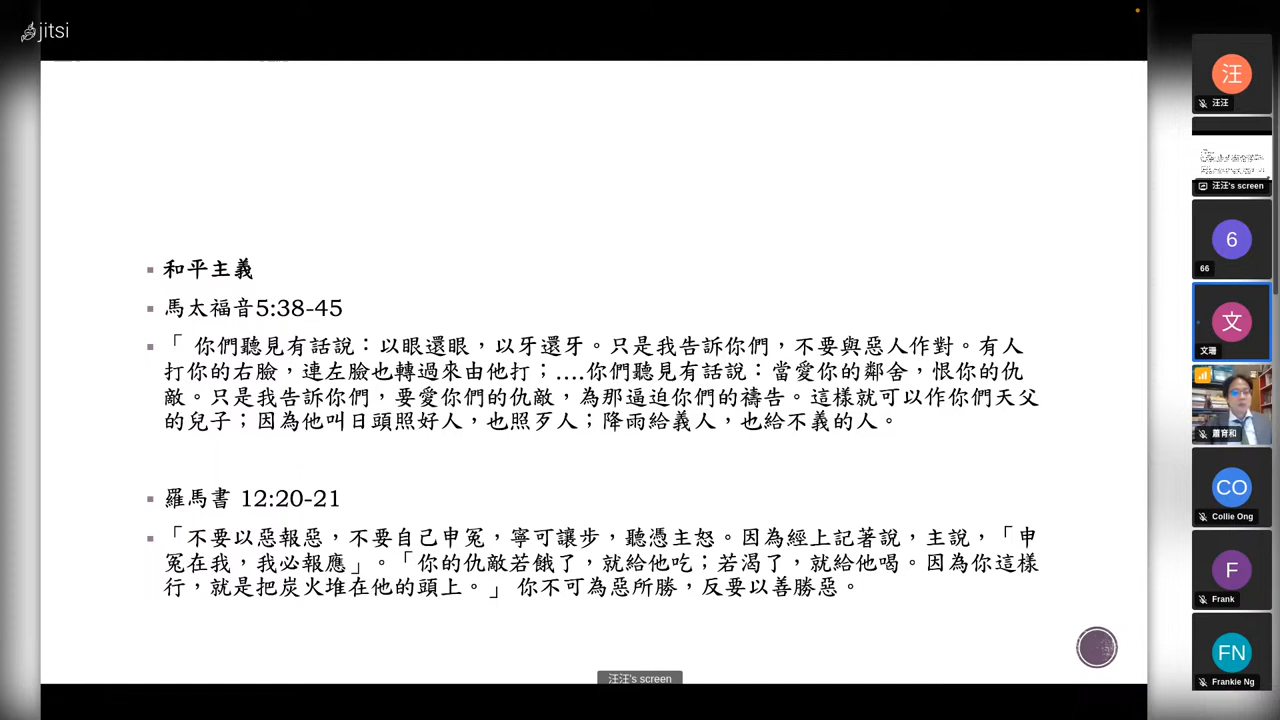 jitsi
和平主義
馬太福音5:38-45
「 你們聽見有話說：以眼還眼，以牙還牙。只是我告訴你們，不要與惡人作對。有人
打你的右臉，連左臉也轉過來由他打；....你們聽見有話說：當愛你的鄰舍，恨你的仇
敵。只是我告訴你們，要愛你們的仇敵，為那逼迫你們的禱告。這樣就可以作你們天父
的兒子；因為他叫日頭照好人，也照歹人；降雨給義人，也給不義的人。
羅馬書 12:20-21
「不要以惡報惡，不要自己申冤，寧可讓步，聽憑主怒。因為經上記著說，主說，「申
冤在我，我必報應」。「你的仇敵若餓了，就給他吃；若渴了，就給他喝。因為你這樣
行，就是把炭火堆在他的頭上。」 你不可為惡所勝，反要以善勝惡。
汪汪's screen
汪
汪汪
汪汪's screen
6
66
文
文珊
蕭育和
CO
Collie Ong
F
Frank
FN
Frankie Ng